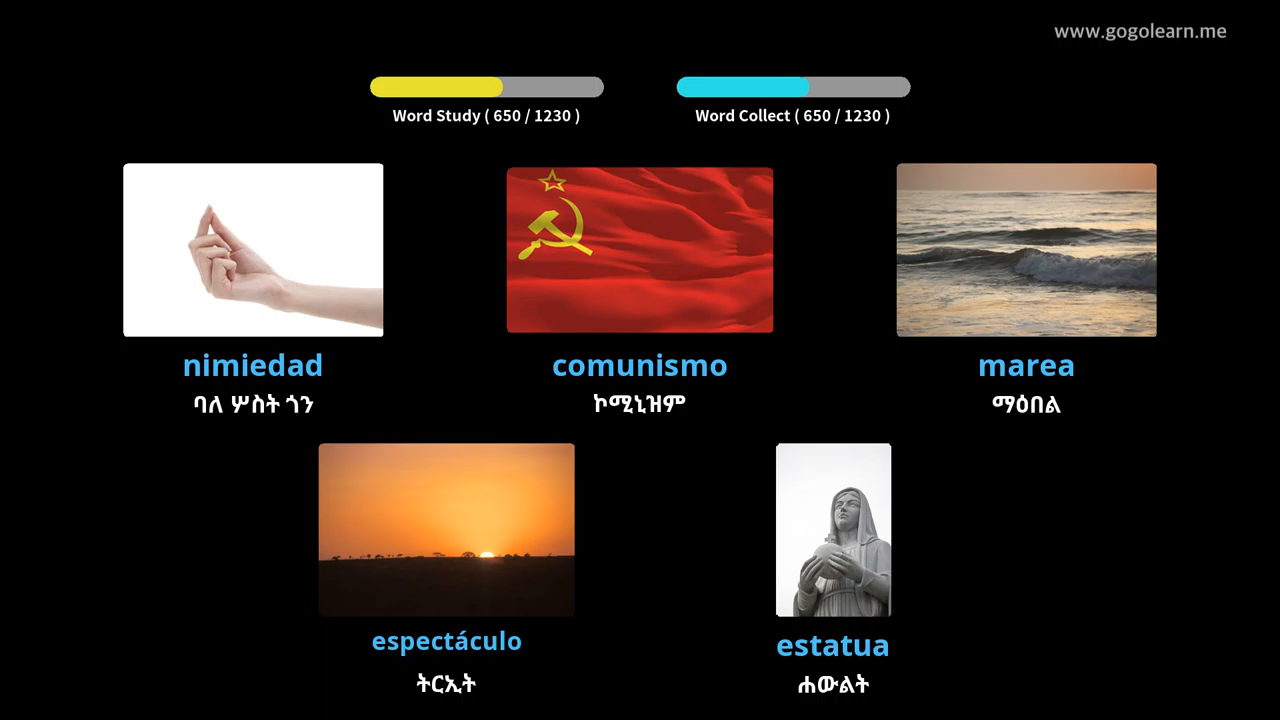 www.gogolearn.me
Word Study ( 650 / 1230 )
Word Collect ( 650 / 1230 )
nimiedad
comunismo
marea
ባለ ሦስት ጎን
ኮሚኒዝም
ማዕበል
espectáculo
estatua
ትርኢት
ሐውልት